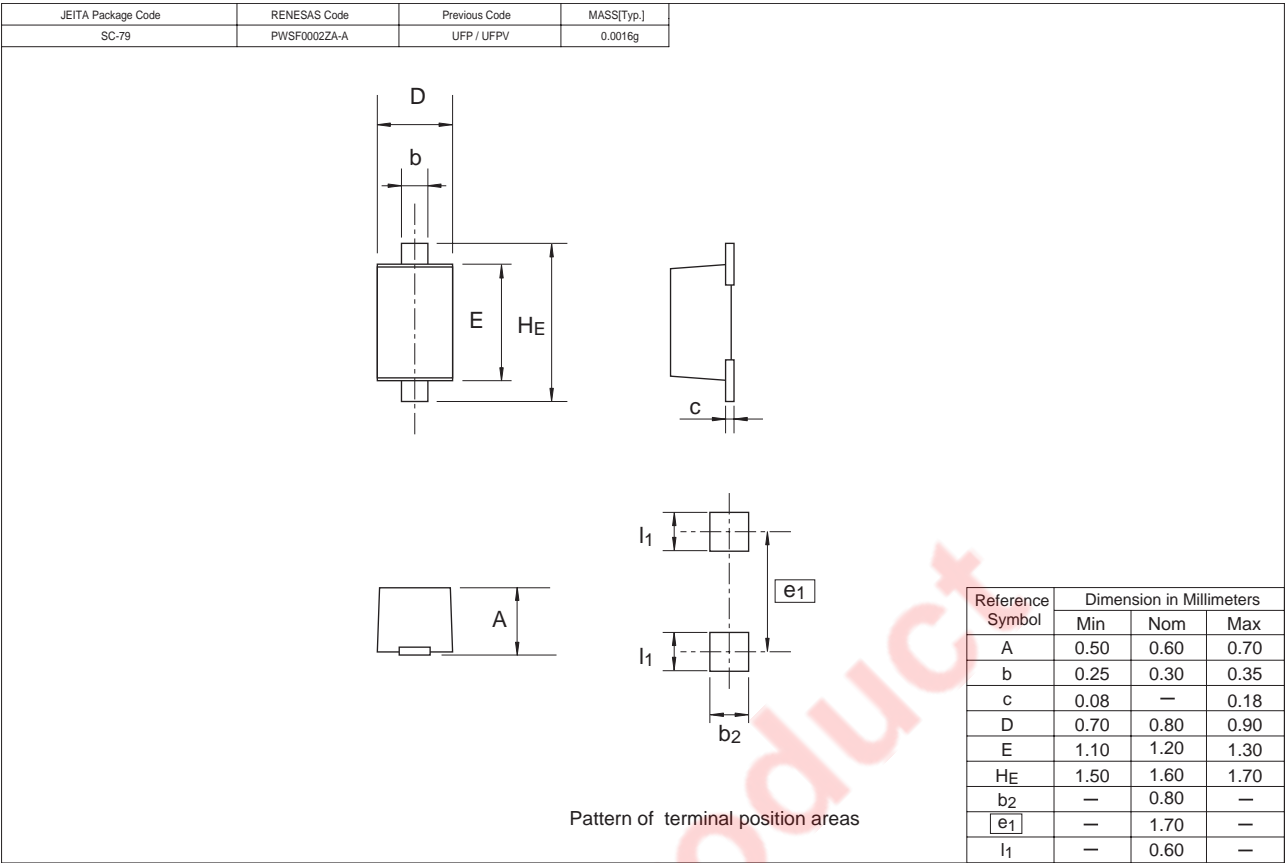 JEITA Package Code RENESAS Code Previous Code MASS[Typ.]
SC-79 PWSF0002ZA-A UFP / UFPV 0.0016g
D
b
E
HE
c
l1
e1
A
l1
b2
Pattern of terminal position areas
Reference Symbol Dimension in Millimeters
Min Nom Max
A 0.50 0.60 0.70
b 0.25 0.30 0.35
c 0.08 — 0.18
D 0.70 0.80 0.90
E 1.10 1.20 1.30
HE 1.50 1.60 1.70
b2 — 0.80 —
e1 — 1.70 —
l1 — 0.60 —
oduct